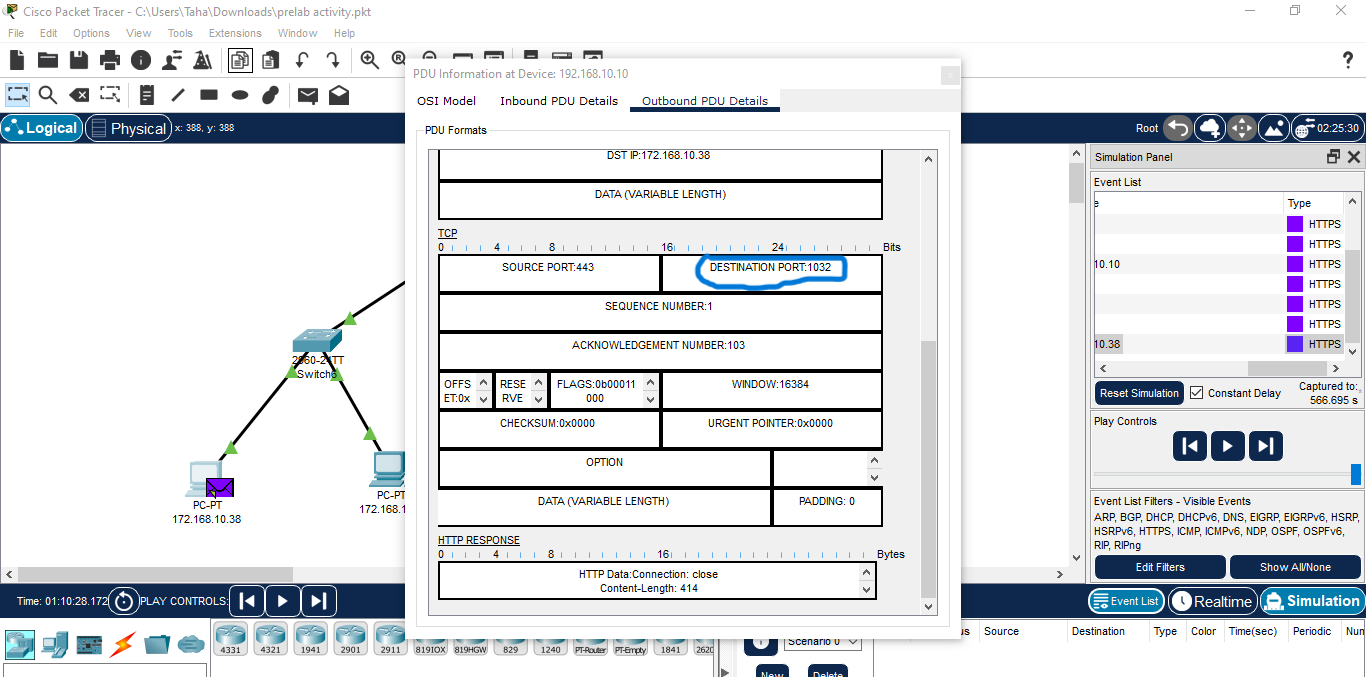 Cisco Packet Tracer - C:\Users\Taha\Downloads\prelab activity.pkt
File Edit Options View Tools Extensions Window Help
Logical Physical x: 388, y: 388
Root 02:25:30
PDU Information at Device: 192.168.10.10
OSI Model Inbound PDU Details Outbound PDU Details
PDU Formats
DST IP:172.168.10.38
DATA (VARIABLE LENGTH)
TCP
0 4 8 16 24 Bits
SOURCE PORT:443 DESTINATION PORT:1032
SEQUENCE NUMBER:1
ACKNOWLEDGEMENT NUMBER:103
OFFS RESE FLAGS:0b00011 WINDOW:16384
ET:0x RVE 000
CHECKSUM:0x0000 URGENT POINTER:0x0000
OPTION
DATA (VARIABLE LENGTH) PADDING: 0
HTTP RESPONSE
0 4 8 16 Bytes
HTTP Data:Connection: close
Content-Length: 414
2960-24TT
Switch6
PC-PT
172.168.10.38
PC-PT
172.168.1
Simulation Panel
Event List
e Type
HTTPS
HTTPS
10.10 HTTPS
HTTPS
HTTPS
HTTPS
10.38 HTTPS
Reset Simulation Constant Delay Captured to:
566.695 s
Play Controls
Event List Filters - Visible Events
ARP, BGP, DHCP, DHCPv6, DNS, EIGRP, EIGRPv6, HSRP,
HSRPv6, HTTPS, ICMP, ICMPv6, NDP, OSPF, OSPFv6,
RIP, RIPng
Edit Filters Show All/None
Time: 01:10:28.172 PLAY CONTROLS:
Event List Realtime Simulation
4331 4321 1941 2901 2911 819IOX 819HGW 829 1240 PT-Router PT-Empty 1841 2620
Scenario 0
New Delete
us Source Destination Type Color Time(sec) Periodic Num